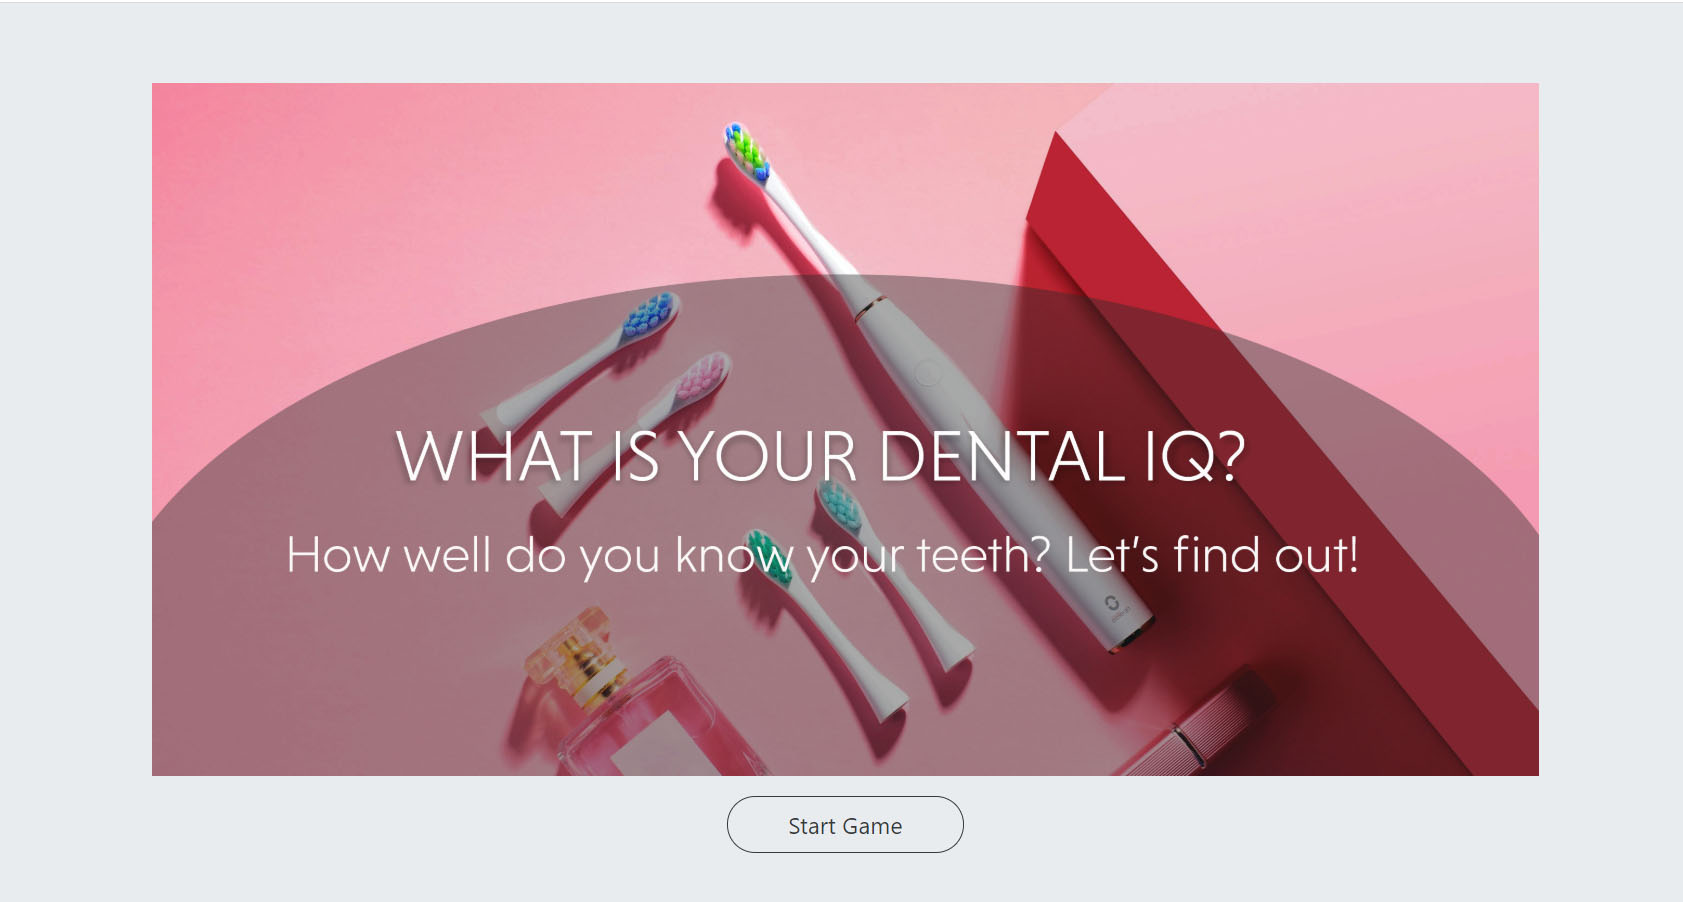 WHAT IS YOUR DENTAL IQ?
How well do you know your teeth? Let’s find out!
Start Game